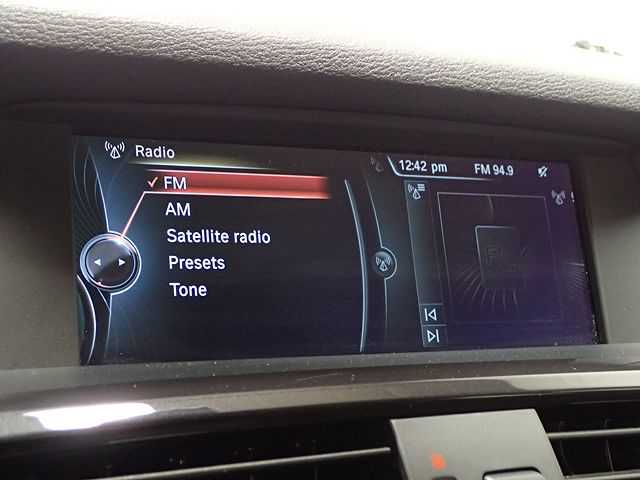 Radio
12:42 pm FM 94.9
✓ FM
AM
Satellite radio
Presets
Tone